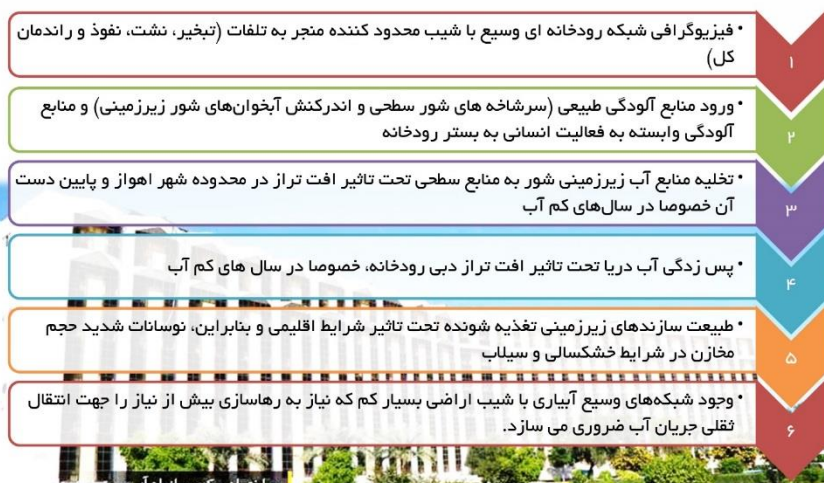 ۱
• فیزیوگرافی شبکه رودخانه ای وسیع با شیب محدود کننده منجر به تلفات (تبخیر، نشت، نفوذ و راندمان
کل)
۲
• ورود منابع آلودگی طبیعی (سرشاخه های شور سطحی و اندرکنش آبخوان‌های شور زیرزمینی) و منابع
آلودگی وابسته به فعالیت انسانی به بستر رودخانه
۳
• تخلیه منابع آب زیرزمینی شور به منابع سطحی تحت تاثیر افت تراز در محدوده شهر اهواز و پایین دست
آن خصوصا در سال‌های کم آب
۴
• پس زدگی آب دریا تحت تاثیر افت تراز دبی رودخانه، خصوصا در سال های کم آب
۵
• طبیعت سازندهای زیرزمینی تغذیه شونده تحت تاثیر شرایط اقلیمی و بنابراین، نوسانات شدید حجم
مخازن در شرایط خشکسالی و سیلاب
۶
• وجود شبکه‌های وسیع آبیاری با شیب اراضی بسیار کم که نیاز به رهاسازی بیش از نیاز را جهت انتقال
ثقلی جریان آب ضروری می سازد.